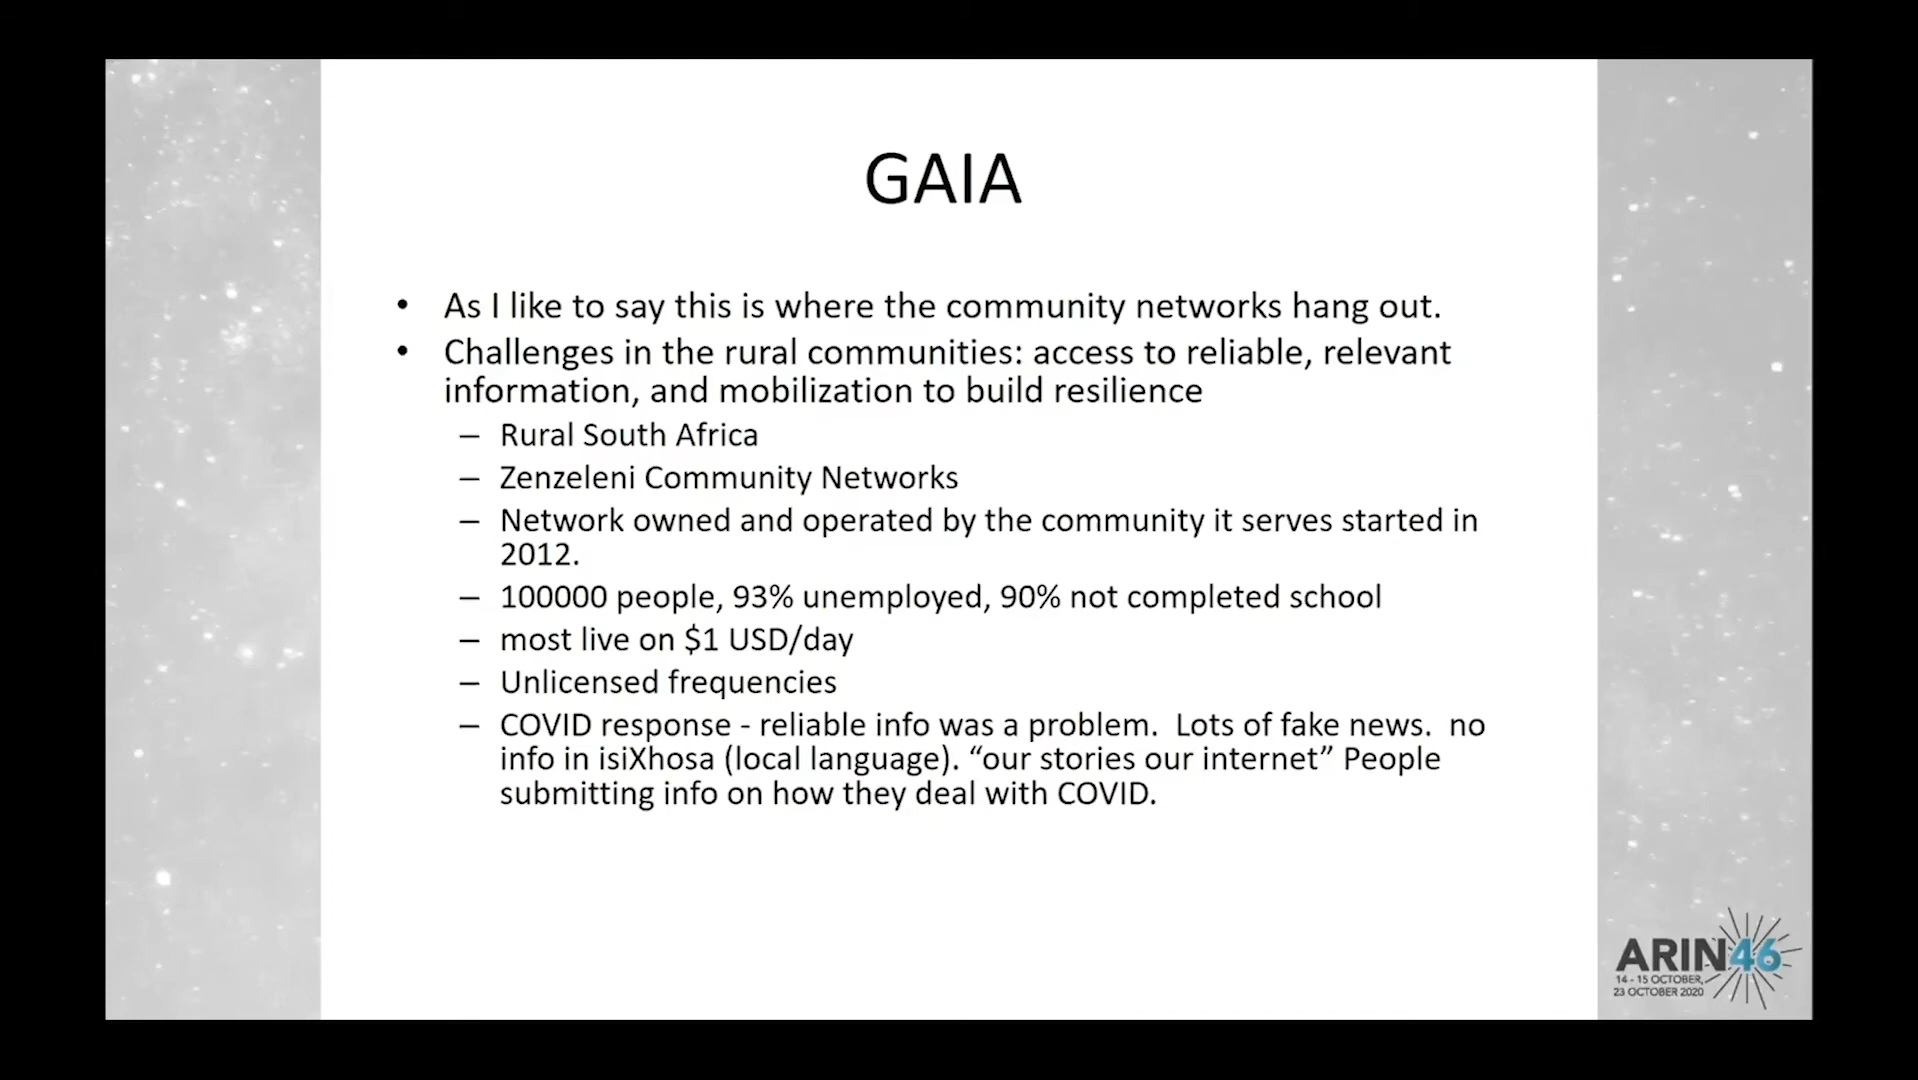 GAIA
• As I like to say this is where the community networks hang out.
• Challenges in the rural communities: access to reliable, relevant
information, and mobilization to build resilience
– Rural South Africa
– Zenzeleni Community Networks
– Network owned and operated by the community it serves started in
2012.
– 100000 people, 93% unemployed, 90% not completed school
– most live on $1 USD/day
– Unlicensed frequencies
– COVID response - reliable info was a problem.  Lots of fake news.  no
info in isiXhosa (local language). “our stories our internet” People
submitting info on how they deal with COVID.
ARIN46
14 - 15 OCTOBER,
23 OCTOBER 2020